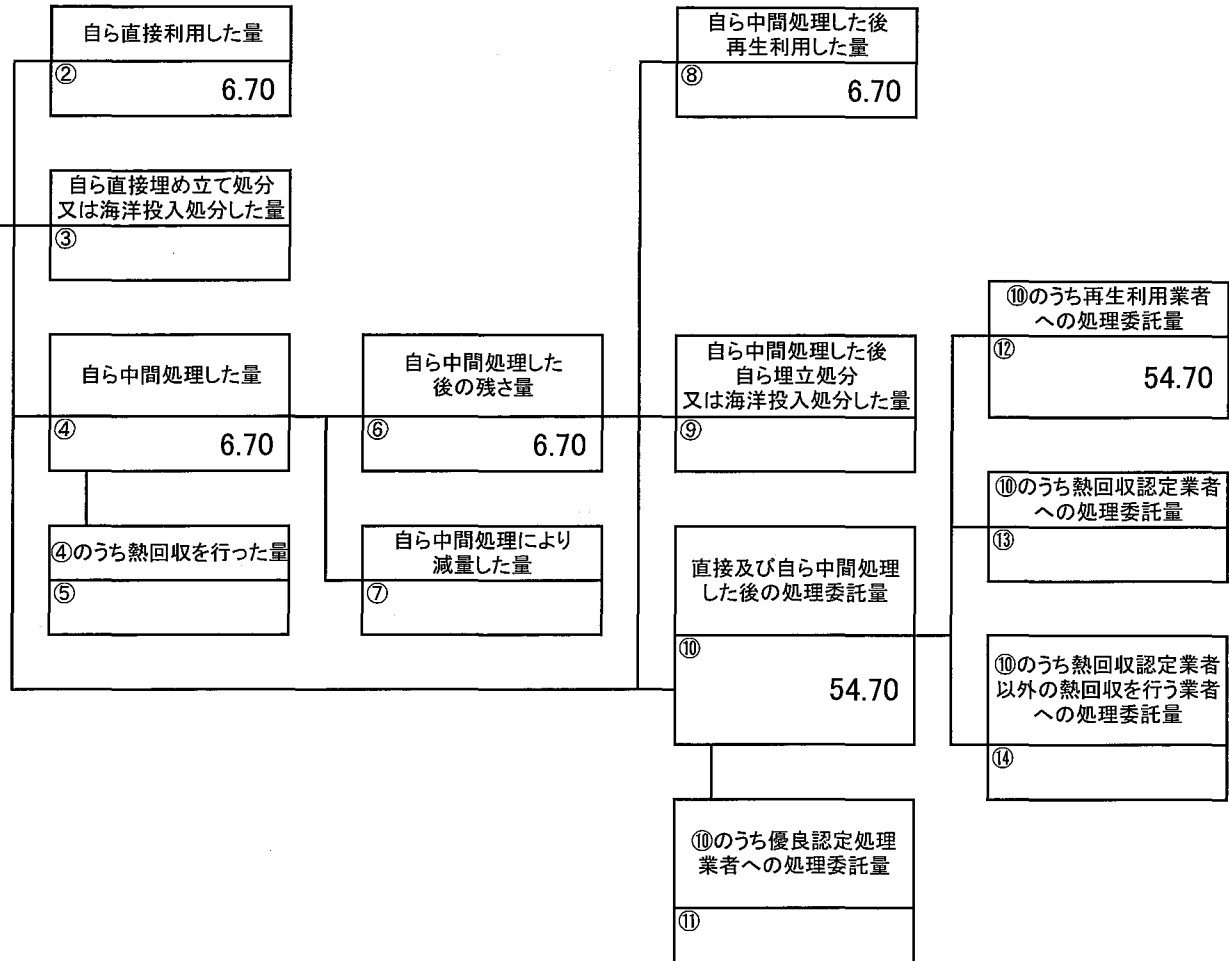 自ら直接利用した量
②
6.70
自ら直接埋め立て処分
又は海洋投入処分した量
③
自ら中間処理した量
④
6.70
④のうち熱回収を行った量
⑤
自ら中間処理した
後の残さ量
⑥
6.70
自ら中間処理により
減量した量
⑦
自ら中間処理した後
再生利用した量
⑧
6.70
自ら中間処理した後
自ら埋立処分
又は海洋投入処分した量
⑨
直接及び自ら中間処理
した後の処理委託量
⑩
54.70
⑩のうち優良認定処理
業者への処理委託量
⑪
⑩のうち再生利用業者
への処理委託量
⑫
54.70
⑩のうち熱回収認定業者
への処理委託量
⑬
⑩のうち熱回収認定業者
以外の熱回収を行う業者
への処理委託量
⑭